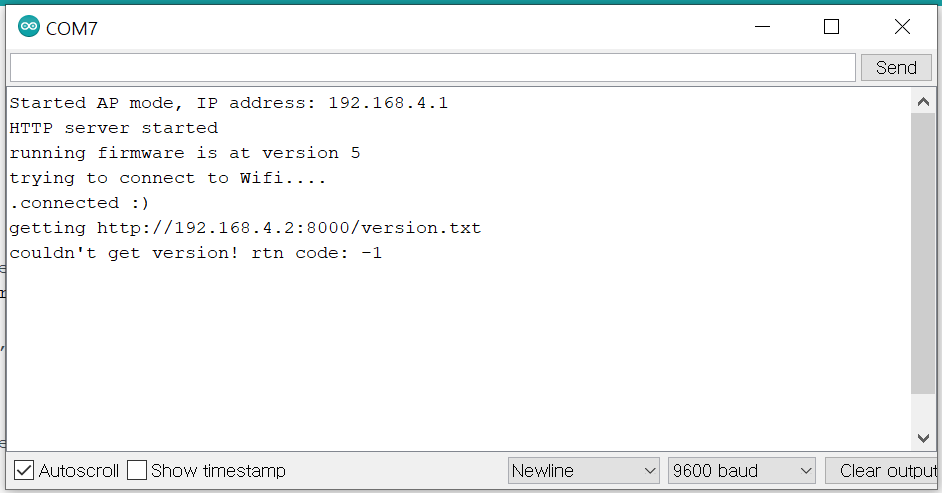 COM7
Send
Started AP mode, IP address: 192.168.4.1
HTTP server started
running firmware is at version 5
trying to connect to Wifi....
.connected :)
getting http://192.168.4.2:8000/version.txt
couldn't get version! rtn code: -1
Autoscroll Show timestamp Newline 9600 baud Clear output